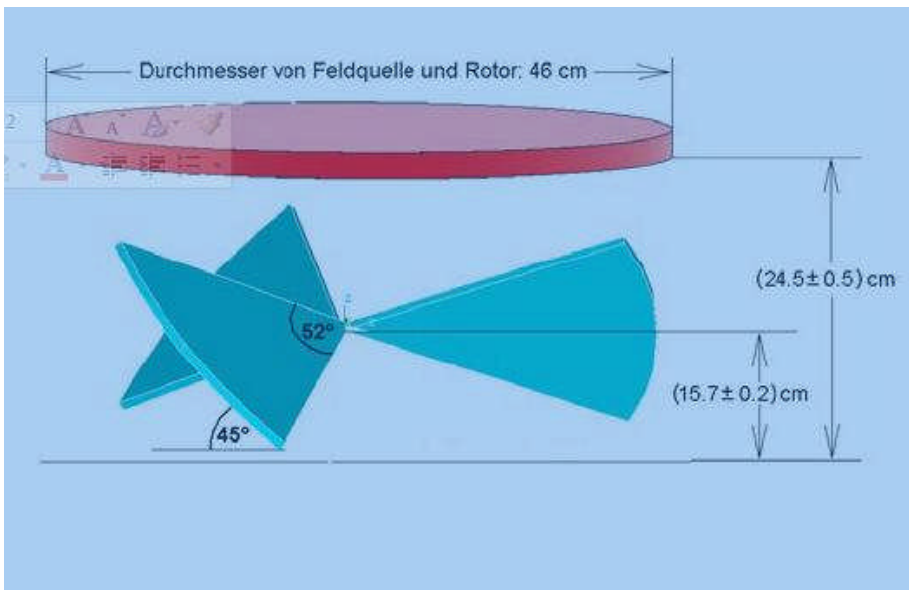 Durchmesser von Feldquelle und Rotor: 46 cm
2
A A A
A
z
(24.5±0.5)cm
52°
(15.7±0.2)cm
45°